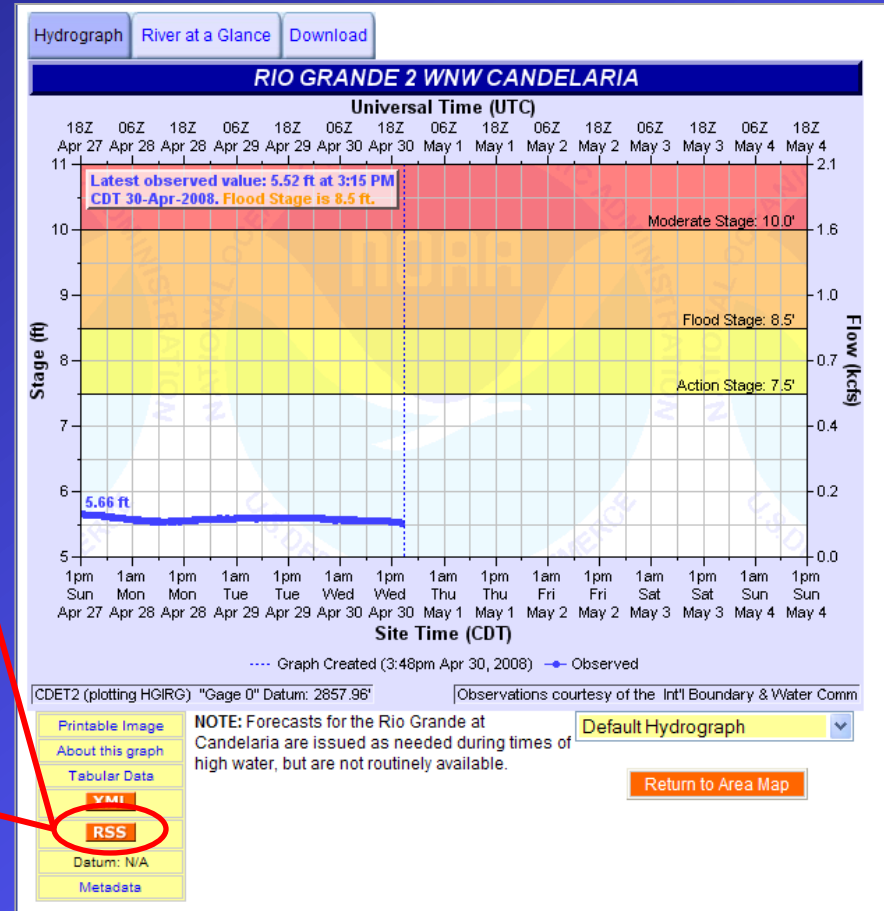 Hydrograph River at a Glance Download
RIO GRANDE 2 WNW CANDELARIA
Universal Time (UTC)
18Z 06Z 18Z 06Z 18Z 06Z 18Z 06Z 18Z 06Z 18Z 06Z 18Z 06Z 18Z
Apr 27 Apr 28 Apr 28 Apr 29 Apr 29 Apr 30 Apr 30 May 1 May 1 May 2 May 2 May 3 May 3 May 4 May 4
11 2.1
Latest observed value: 5.52 ft at 3:15 PM
CDT 30-Apr-2008. Flood Stage is 8.5 ft.
Moderate Stage: 10.0'
10 1.6
NOAA
9 1.0
Flood Stage: 8.5'
Stage (ft)
Flow (kcfs)
8 0.7
Action Stage: 7.5'
7 0.4
6 0.2
5.66 ft
5 0.0
1pm 1am 1pm 1am 1pm 1am 1pm 1am 1pm 1am 1pm 1am 1pm 1am 1pm
Sun Mon Mon Tue Tue Wed Wed Thu Thu Fri Fri Sat Sat Sun Sun
Apr 27 Apr 28 Apr 28 Apr 29 Apr 29 Apr 30 Apr 30 May 1 May 1 May 2 May 2 May 3 May 3 May 4 May 4
Site Time (CDT)
Graph Created (3:48pm Apr 30, 2008) Observed
CDET2 (plotting HGIRG) "Gage 0" Datum: 2857.96' Observations courtesy of the Int'l Boundary & Water Comm
Printable Image
About this graph
Tabular Data
XML
RSS
Datum: N/A
Metadata
NOTE: Forecasts for the Rio Grande at
Candelaria are issued as needed during times of
high water, but are not routinely available.
Default Hydrograph
Return to Area Map